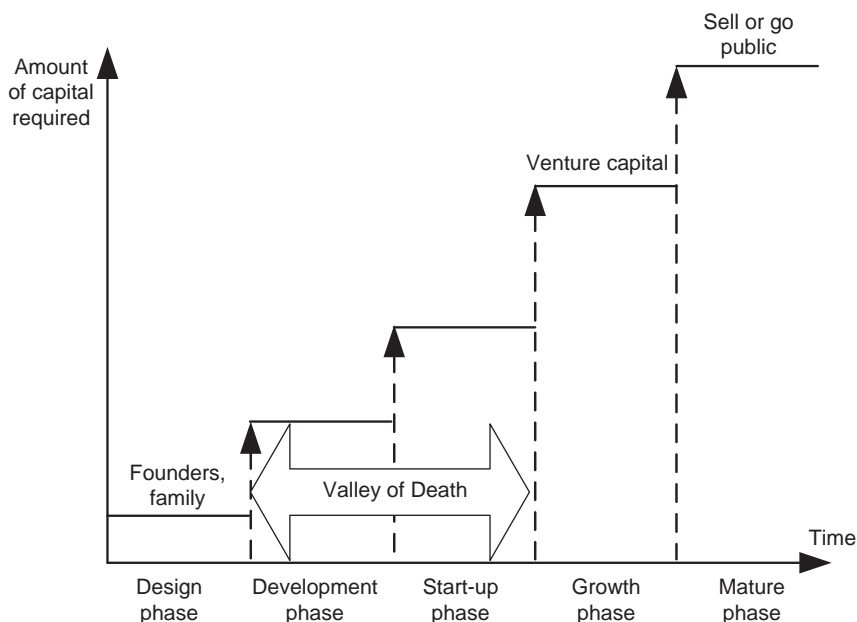 Sell or go
public
Amount
of capital
required
Venture capital
Founders,
family
Valley of Death
Time
Design
phase
Development
phase
Start-up
phase
Growth
phase
Mature
phase